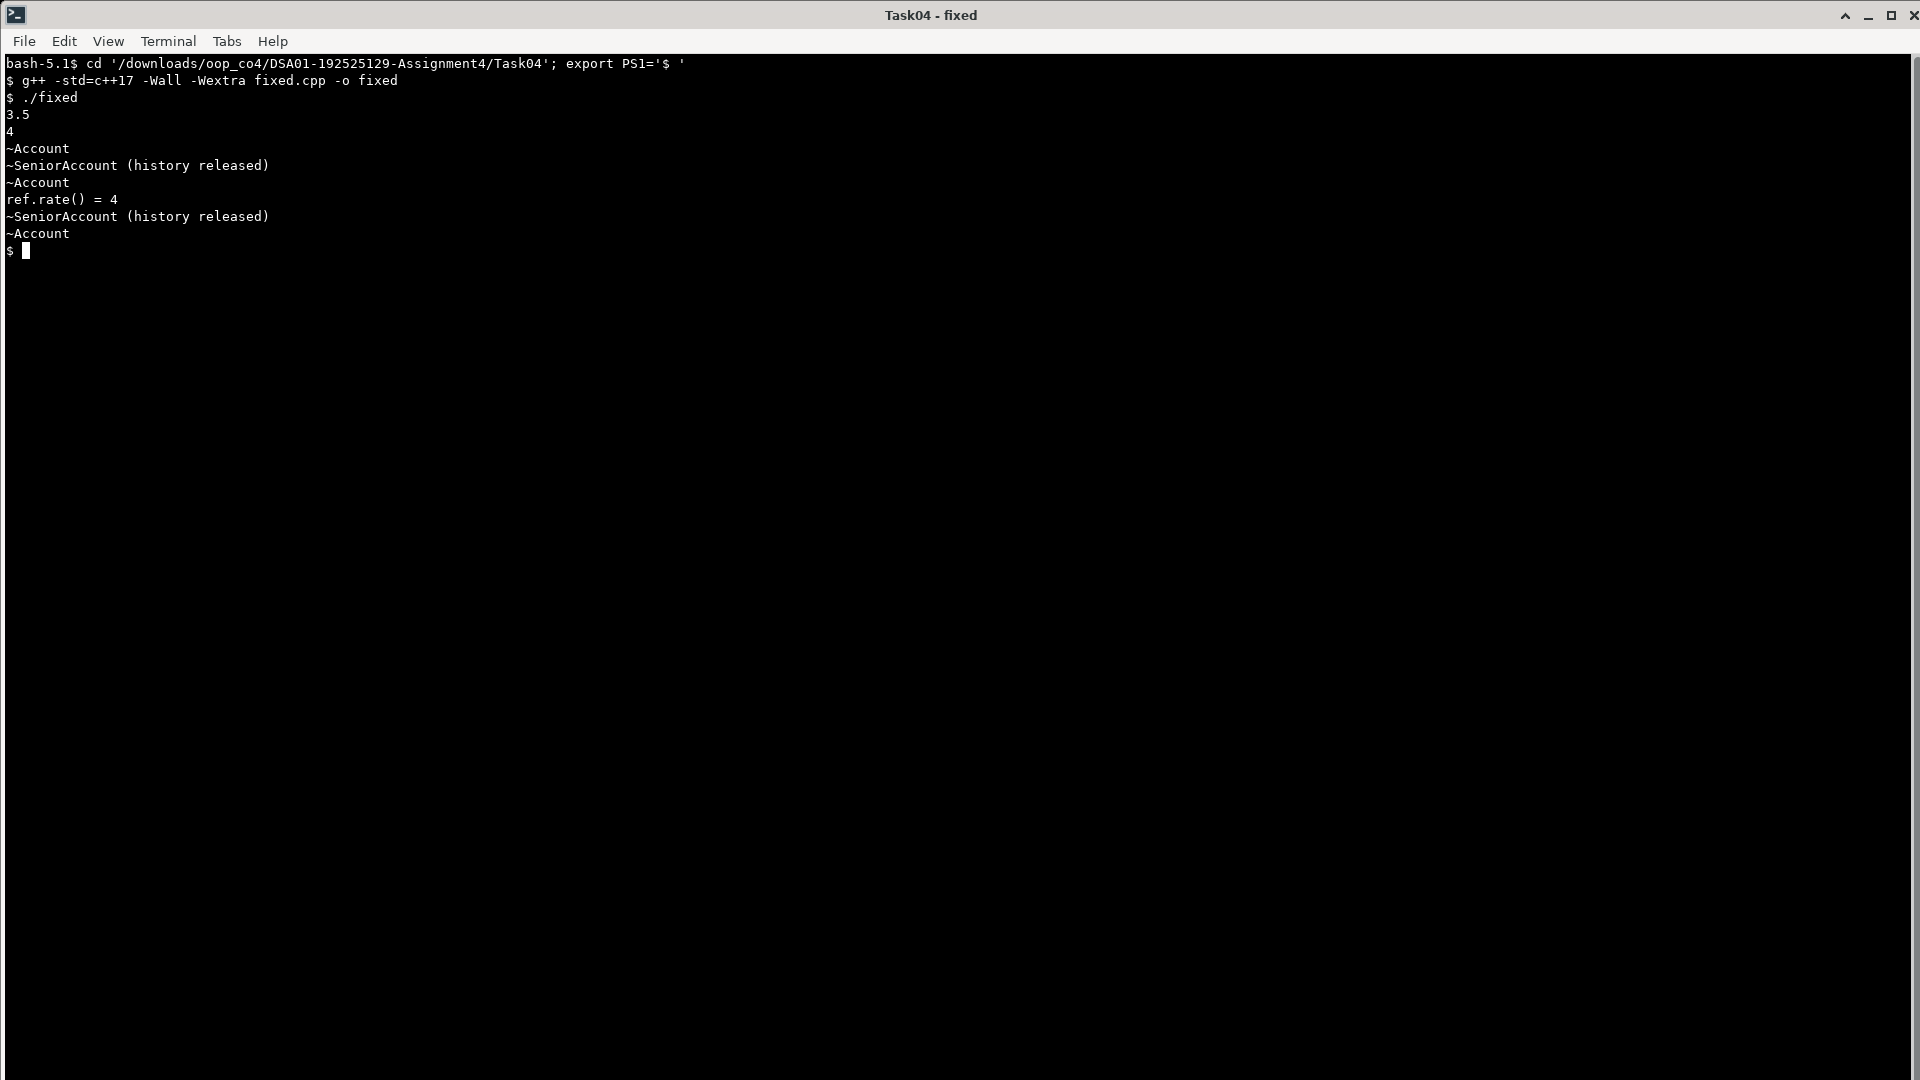 Task04 - fixed
File Edit View Terminal Tabs Help
bash-5.1$ cd '/downloads/oop_co4/DSA01-192525129-Assignment4/Task04'; export PS1='$ '
$ g++ -std=c++17 -Wall -Wextra fixed.cpp -o fixed
$ ./fixed
3.5
4
~Account
~SeniorAccount (history released)
~Account
ref.rate() = 4
~SeniorAccount (history released)
~Account
$